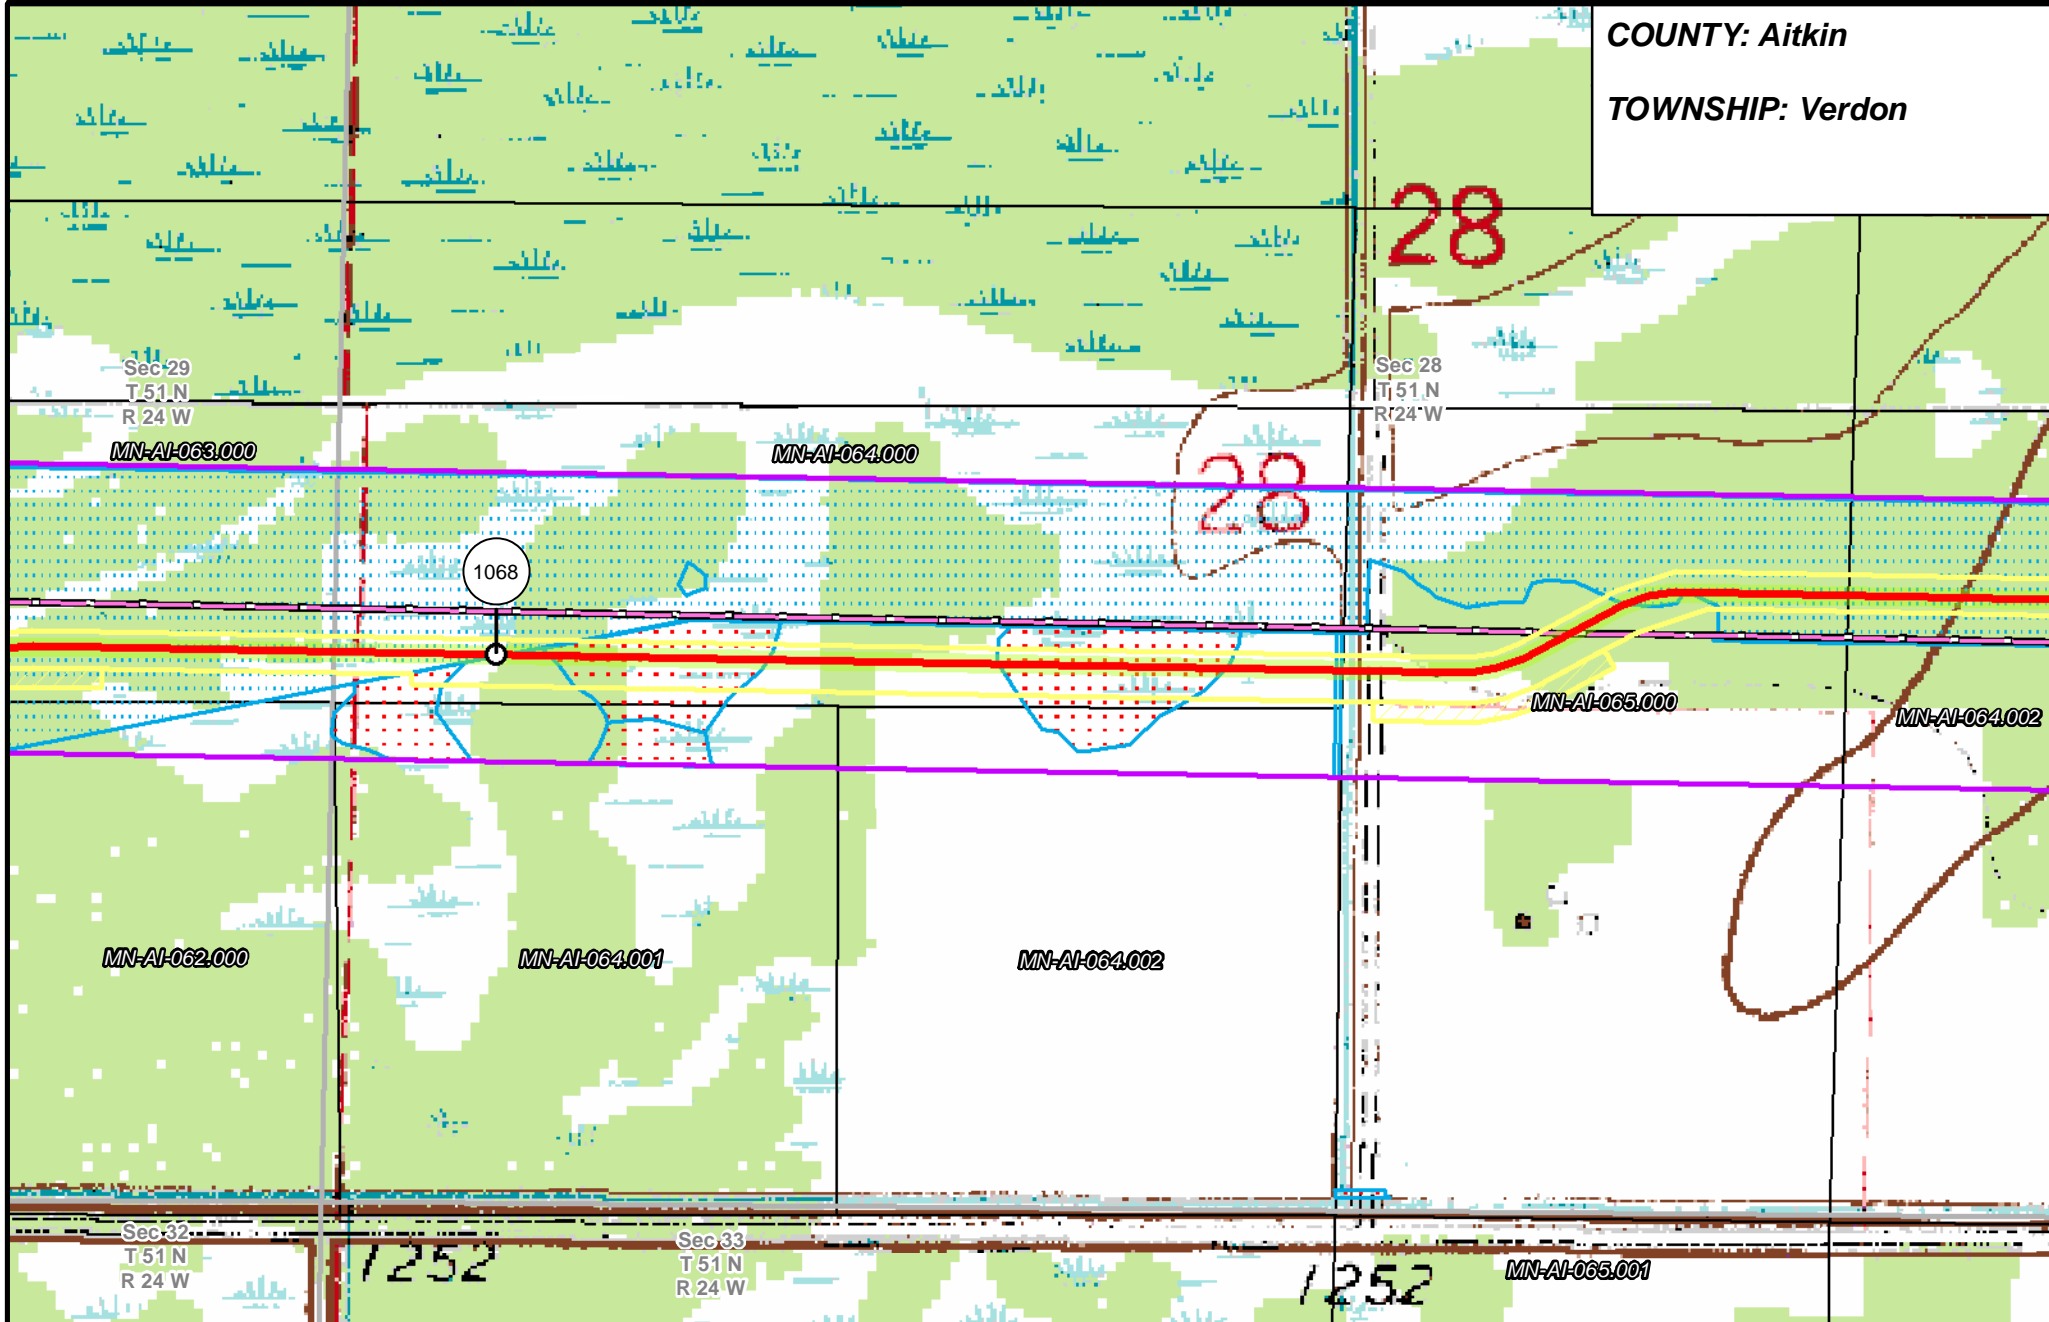 COUNTY: Aitkin
TOWNSHIP: Verdon
28
Sec 29
T 51 N
R 24 W
Sec 28
T 51 N
R 24 W
MN-AI-063.000
MN-AI-064.000
28
1068
MN-AI-065.000
MN-AI-064.002
MN-AI-062.000
MN-AI-064.001
MN-AI-064.002
Sec 32
T 51 N
R 24 W
1252
Sec 33
T 51 N
R 24 W
1252
MN-AI-065.001